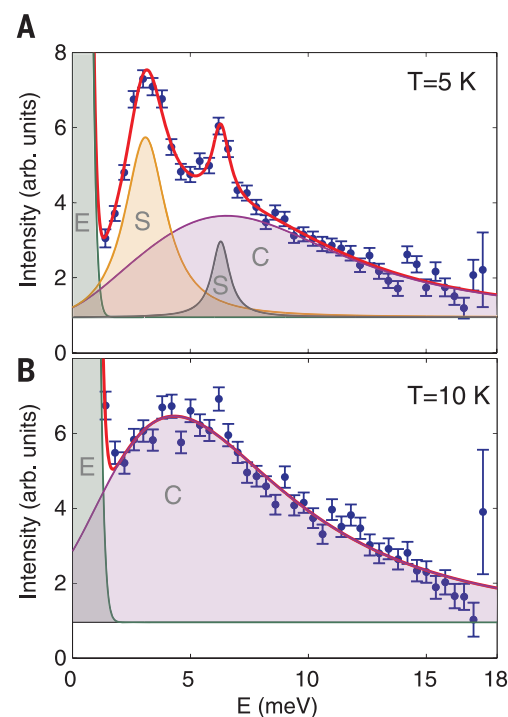 A
T=5 K
Intensity (arb. units)
8
6
4
2
0
E
S
C
S
B
T=10 K
Intensity (arb. units)
6
4
2
0
E
C
0
5
10
15
18
E (meV)